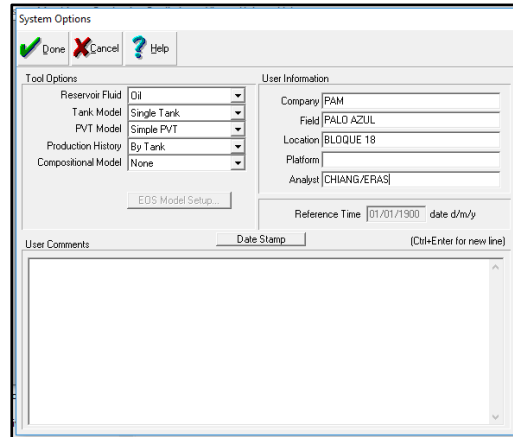 System Options
Done Cancel Help
Tool Options
Reservoir Fluid Oil
Tank Model Single Tank
PVT Model Simple PVT
Production History By Tank
Compositional Model None
EOS Model Setup...
User Information
Company PAM
Field PALO AZUL
Location BLOQUE 18
Platform
Analyst CHIANG/ERAS
Reference Time 01/01/1900 date d/m/y
User Comments Date Stamp (Ctrl+Enter for new line)